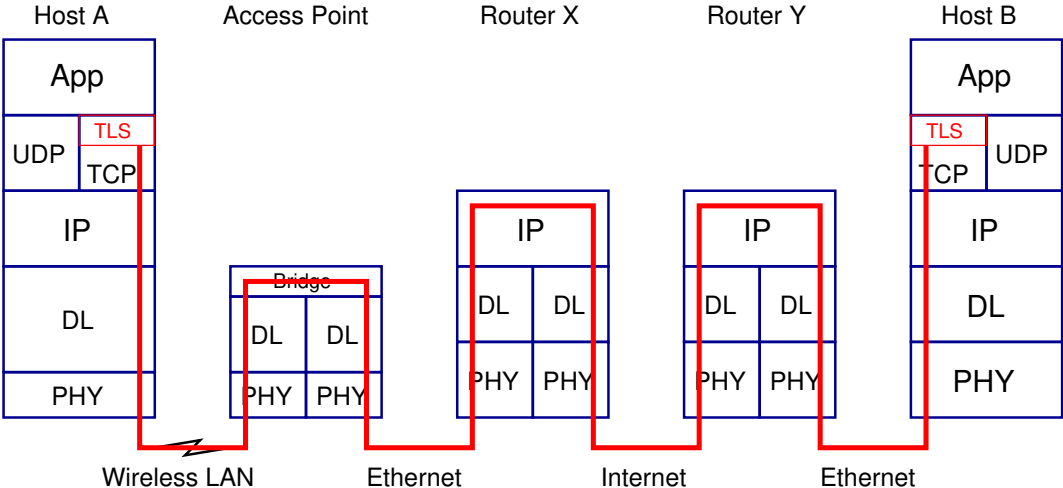 Host A
Access Point
Router X
Router Y
Host B
App
TLS
UDP
TCP
IP
DL
PHY
Bridge
DL
DL
PHY
PHY
IP
DL
DL
PHY
PHY
IP
DL
DL
PHY
PHY
App
TLS
TCP
UDP
IP
DL
PHY
Wireless LAN
Ethernet
Internet
Ethernet